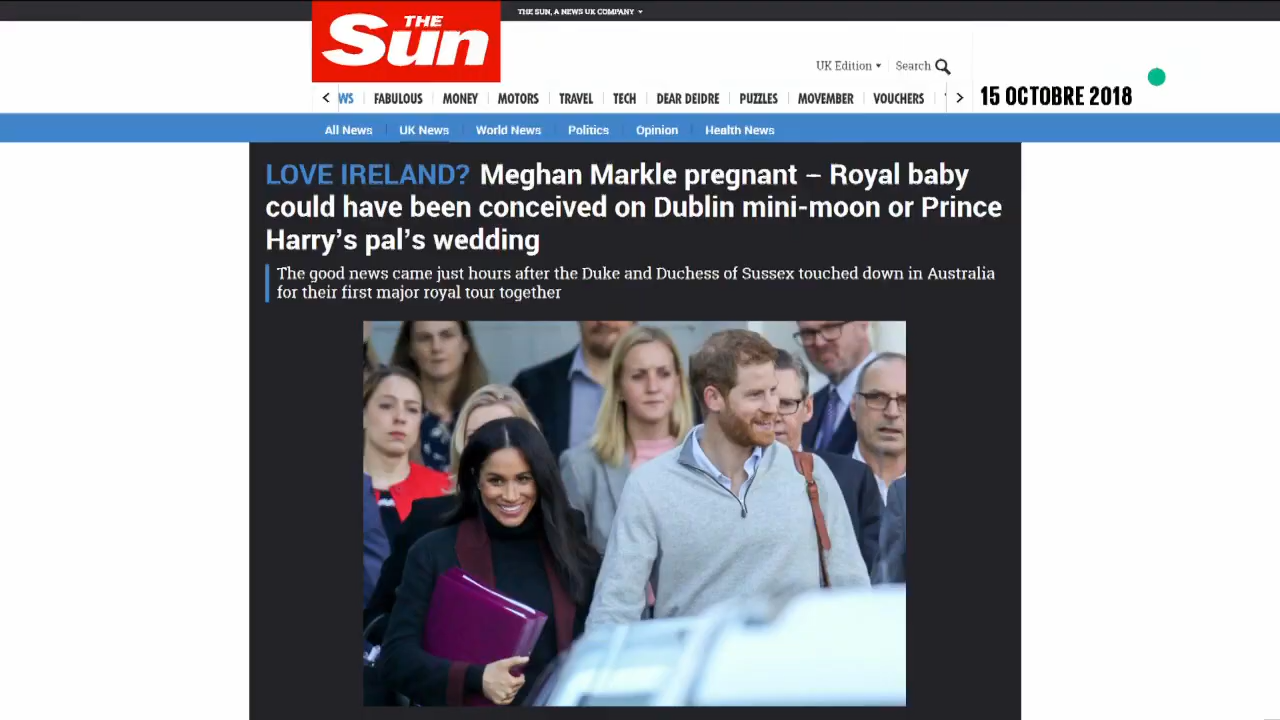 THE SUN, A NEWS UK COMPANY
THE
Sun
UK Edition
Search
WS
FABULOUS
MONEY
MOTORS
TRAVEL
TECH
DEAR DEIDRE
PUZZLES
MOVEMBER
VOUCHERS
15 OCTOBRE 2018
All News
UK News
World News
Politics
Opinion
Health News
LOVE IRELAND? Meghan Markle pregnant – Royal baby
could have been conceived on Dublin mini-moon or Prince
Harry’s pal’s wedding
The good news came just hours after the Duke and Duchess of Sussex touched down in Australia
for their first major royal tour together